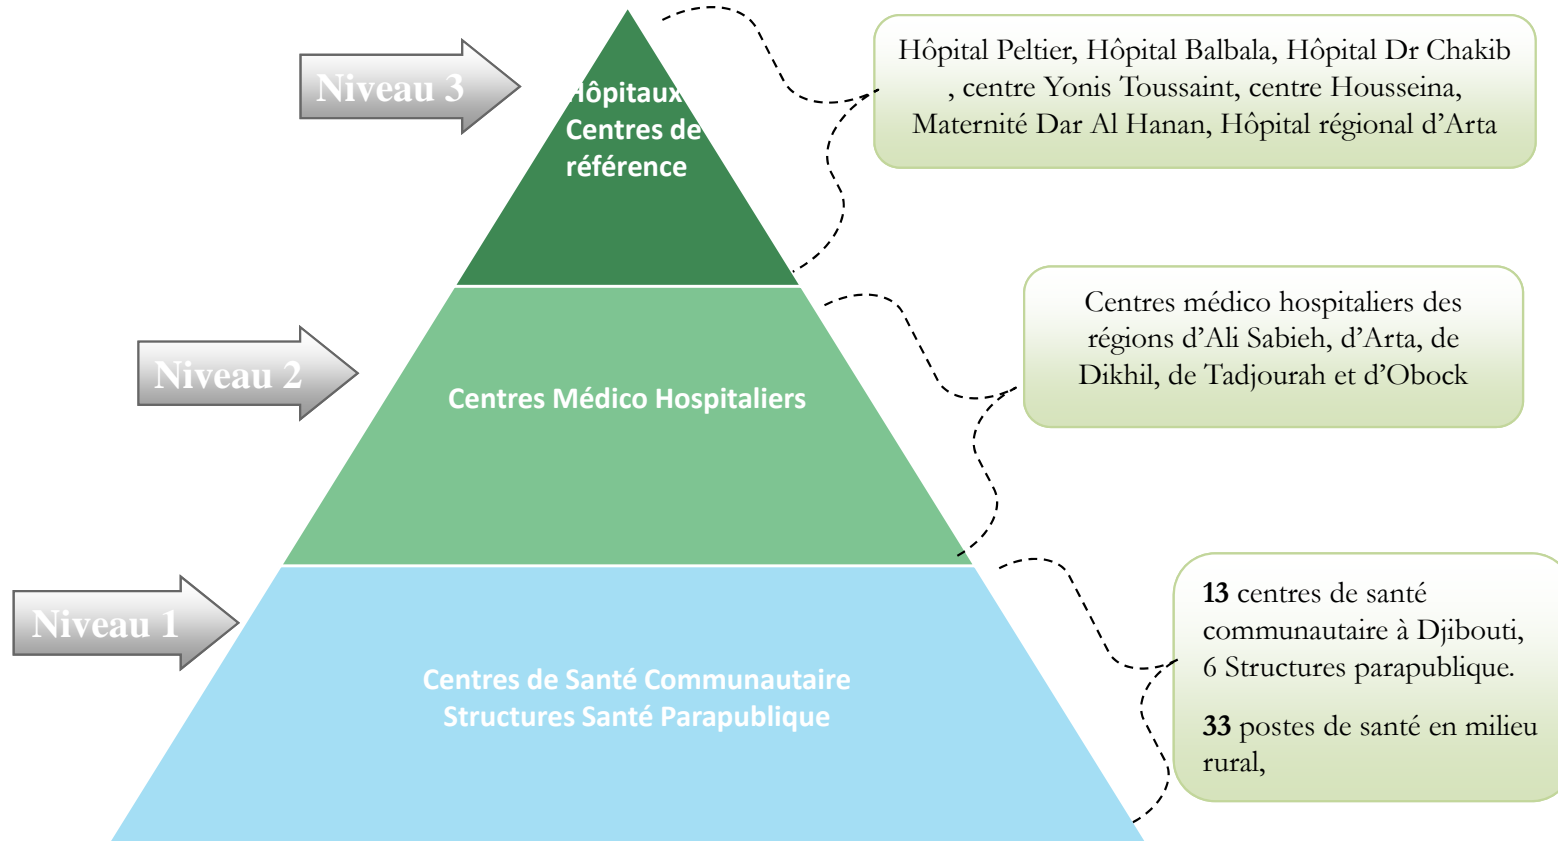 Niveau 3
Hôpitaux
Centres de
référence
Hôpital Peltier, Hôpital Balbala, Hôpital Dr Chakib
, centre Yonis Toussaint, centre Housseina,
Maternité Dar Al Hanan, Hôpital régional d’Arta
Niveau 2
Centres Médico Hospitaliers
Centres médico hospitaliers des
régions d’Ali Sabieh, d’Arta, de
Dikhil, de Tadjourah et d’Obock
Niveau 1
Centres de Santé Communautaire
Structures Santé Parapublique
13 centres de santé
communautaire à Djibouti,
6 Structures parapublique.
33 postes de santé en milieu
rural,